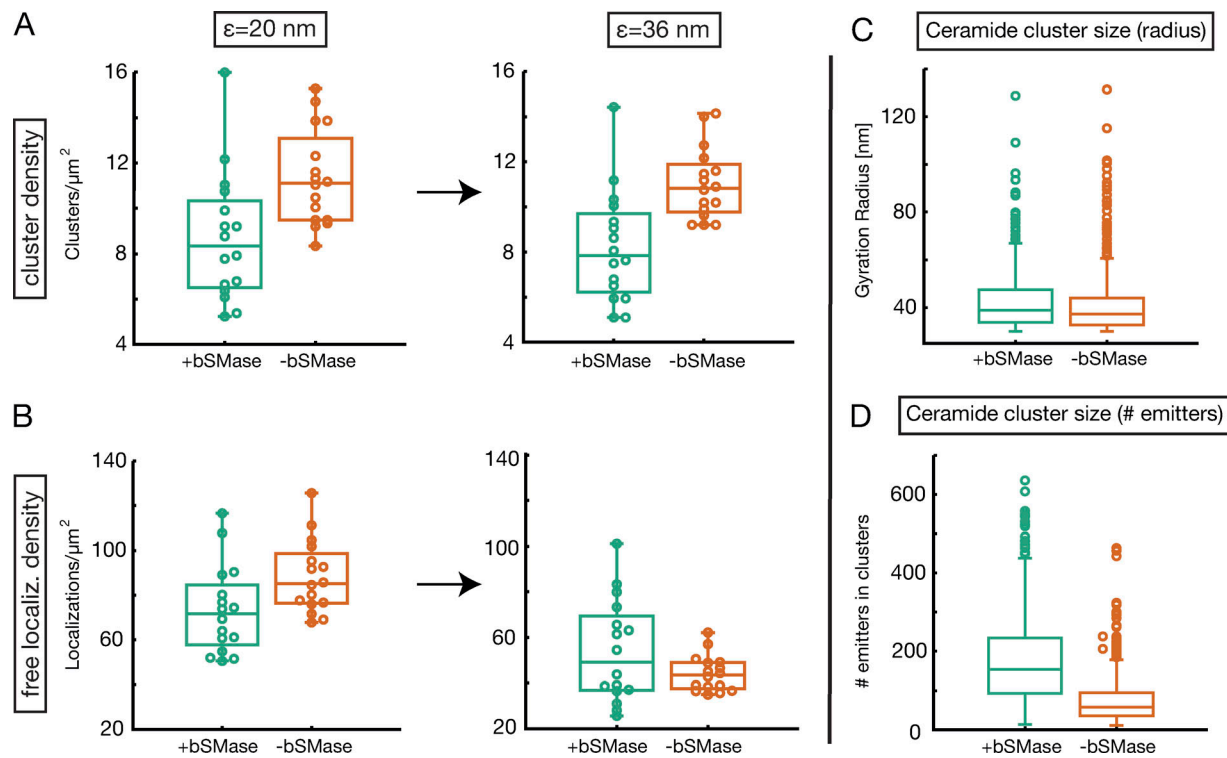 A
ε=20 nm
ε=36 nm
cluster density
Clusters/μm²
16
12
8
4
+bSMase -bSMase
16
12
8
4
+bSMase -bSMase
B
free localiz. density
Localizations/μm²
140
100
60
20
+bSMase -bSMase
140
100
60
20
+bSMase -bSMase
C
Ceramide cluster size (radius)
Gyration Radius [nm]
120
80
40
+bSMase -bSMase
D
Ceramide cluster size (# emitters)
# emitters in clusters
600
400
200
0
+bSMase -bSMase